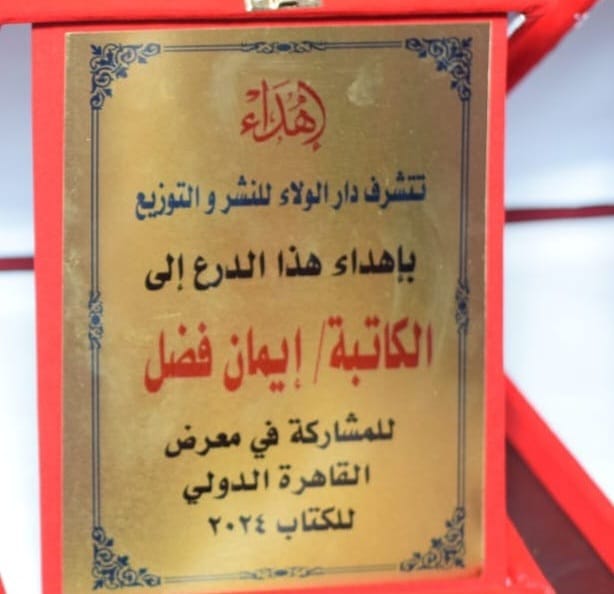 إهداء
تتشرف دار الولاء للنشر و التوزيع
بإهداء هذا الدرع إلى
الكاتبة/ إيمان فضل
للمشاركة في معرض
القاهرة الدولي
للكتاب ٢٠٢٤